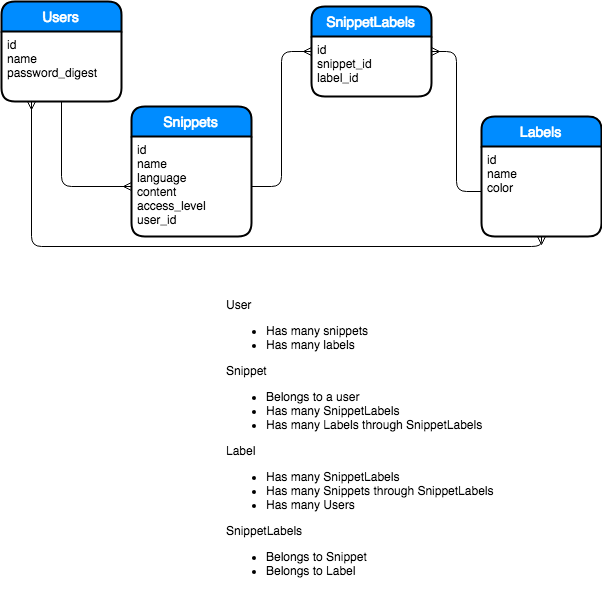 Users
id
name
password_digest
SnippetLabels
id
snippet_id
label_id
Snippets
id
name
language
content
access_level
user_id
Labels
id
name
color
User
• Has many snippets
• Has many labels
Snippet
• Belongs to a user
• Has many SnippetLabels
• Has many Labels through SnippetLabels
Label
• Has many SnippetLabels
• Has many Snippets through SnippetLabels
• Has many Users
SnippetLabels
• Belongs to Snippet
• Belongs to Label